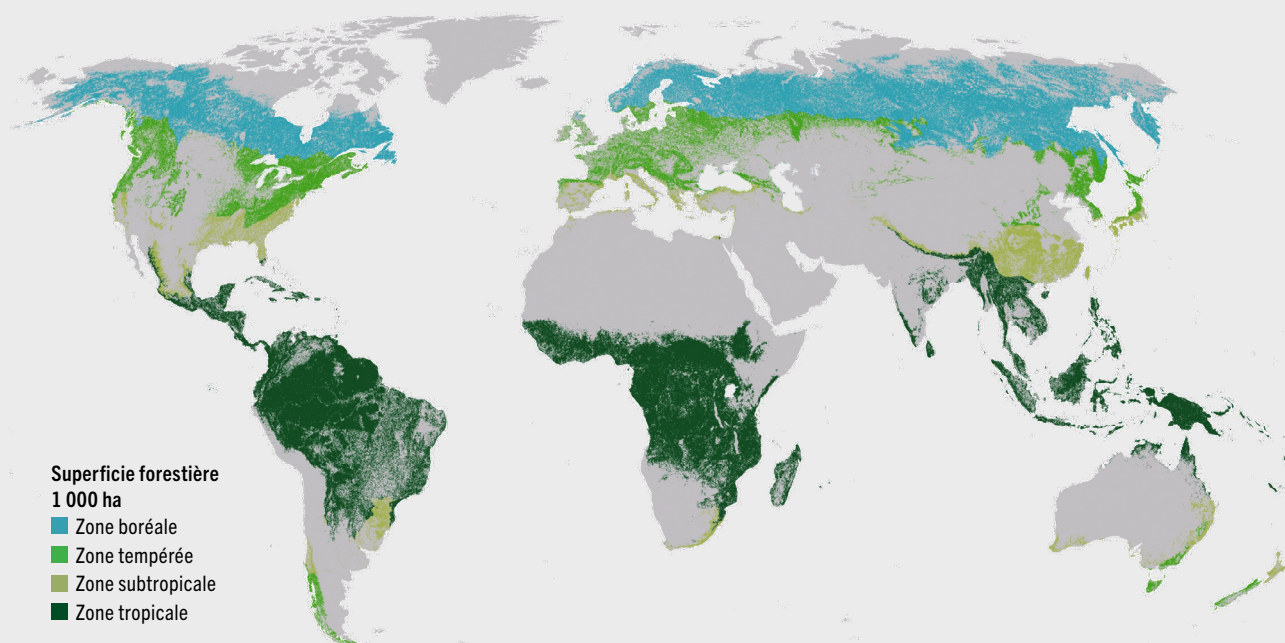 Superficie forestière
1 000 ha
Zone boréale
Zone tempérée
Zone subtropicale
Zone tropicale